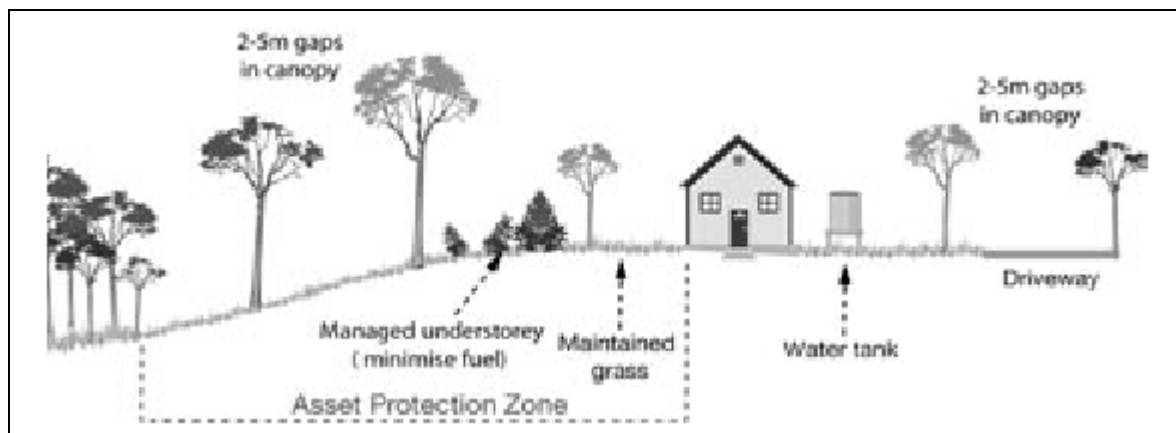 2-5m gaps
in canopy
2-5m gaps
in canopy
Driveway
Managed understorey
( minimise fuel)
Maintained
grass
Water tank
Asset Protection Zone